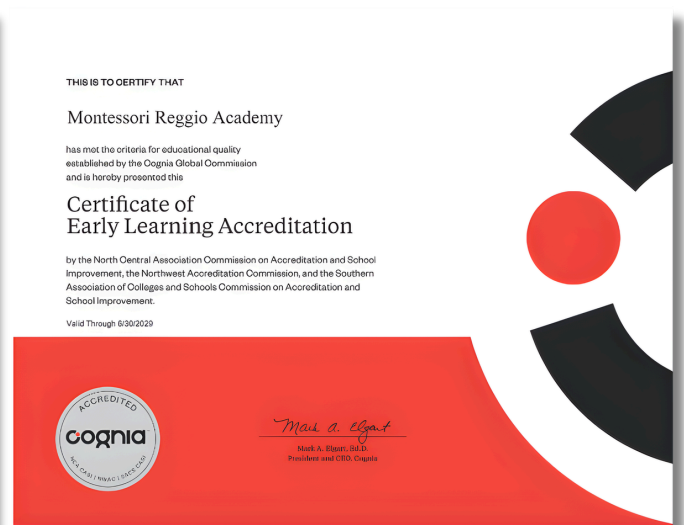 THIS IS TO CERTIFY THAT
Montessori Reggio Academy
has met the criteria for educational quality
established by the Cognia Global Commission
and is hereby presented this
Certificate of
Early Learning Accreditation
by the North Central Association Commission on Accreditation and School
Improvement, the Northwest Accreditation Commission, and the Southern
Association of Colleges and Schools Commission on Accreditation and
School Improvement.
Valid Through 6/30/2029
ACCREDITED
cognia
NCA CASI | NWAC | SACS CASI
Mark A. Elgart
Mark A. Elgart, Ed.D.
President and CEO, Cognia